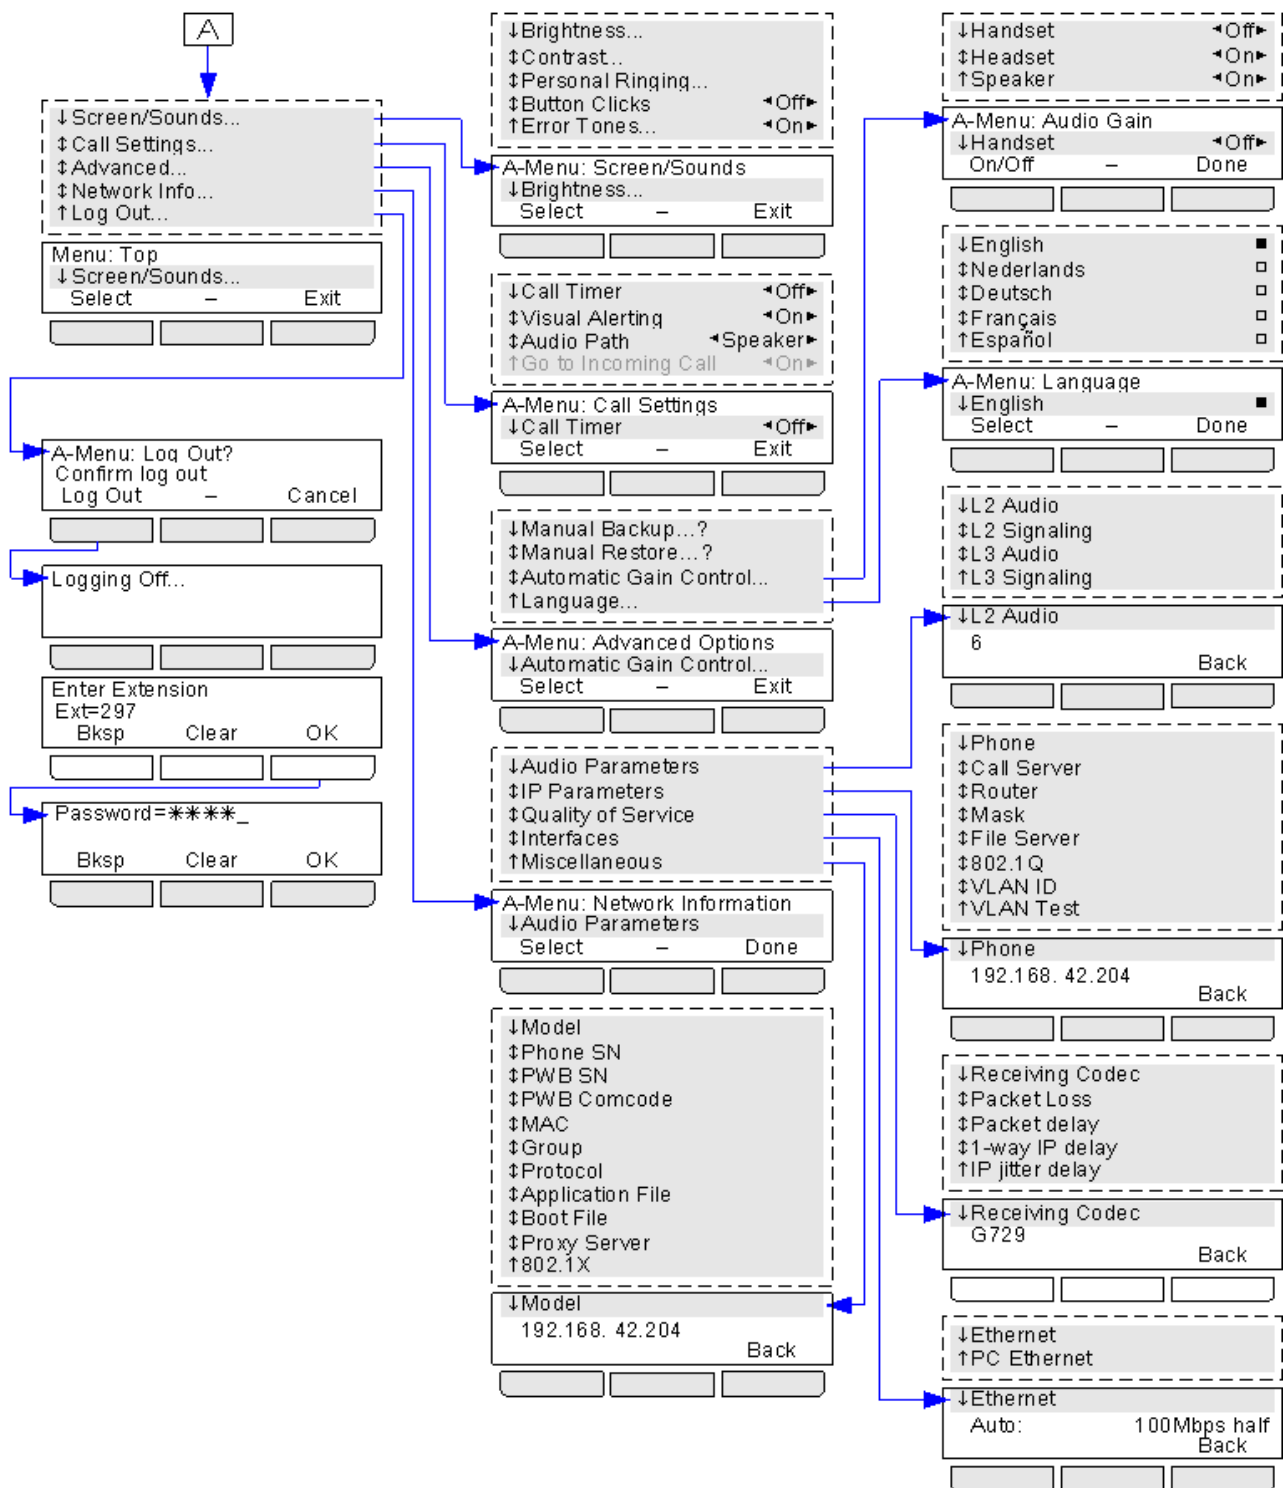 A
↓Screen/Sounds...
↕Call Settings...
↕Advanced...
↕Network Info...
↑Log Out...
Menu: Top
↓Screen/Sounds...
Select – Exit
A-Menu: Log Out?
Confirm log out
Log Out – Cancel
Logging Off...
Enter Extension
Ext=297
Bksp Clear OK
Password=****_
Bksp Clear OK
↓Brightness...
↕Contrast...
↕Personal Ringing...
↕Button Clicks ◂Off▸
↑Error Tones... ◂On▸
A-Menu: Screen/Sounds
↓Brightness...
Select – Exit
↓Call Timer ◂Off▸
↕Visual Alerting ◂On▸
↕Audio Path ◂Speaker▸
↑Go to Incoming Call ◂On▸
A-Menu: Call Settings
↓Call Timer ◂Off▸
Select – Exit
↓Manual Backup...?
↕Manual Restore...?
↕Automatic Gain Control...
↑Language...
A-Menu: Advanced Options
↓Automatic Gain Control...
Select – Exit
↓Audio Parameters
↕IP Parameters
↕Quality of Service
↕Interfaces
↑Miscellaneous
A-Menu: Network Information
↓Audio Parameters
Select – Done
↓Model
↕Phone SN
↕PWB SN
↕PWB Comcode
↕MAC
↕Group
↕Protocol
↕Application File
↕Boot File
↕Proxy Server
↑802.1X
↓Model
192.168. 42.204
Back
↓Handset ◂Off▸
↕Headset ◂On▸
↑Speaker ◂On▸
A-Menu: Audio Gain
↓Handset ◂Off▸
On/Off – Done
↓English ■
↕Nederlands □
↕Deutsch □
↕Français □
↑Español □
A-Menu: Language
↓English ■
Select – Done
↓L2 Audio
↕L2 Signaling
↕L3 Audio
↑L3 Signaling
↓L2 Audio
6
Back
↓Phone
↕Call Server
↕Router
↕Mask
↕File Server
↕802.1Q
↕VLAN ID
↑VLAN Test
↓Phone
192.168. 42.204
Back
↓Receiving Codec
↕Packet Loss
↕Packet delay
↕1-way IP delay
↑IP jitter delay
↓Receiving Codec
G729
Back
↓Ethernet
↑PC Ethernet
↓Ethernet
Auto: 100Mbps half
Back